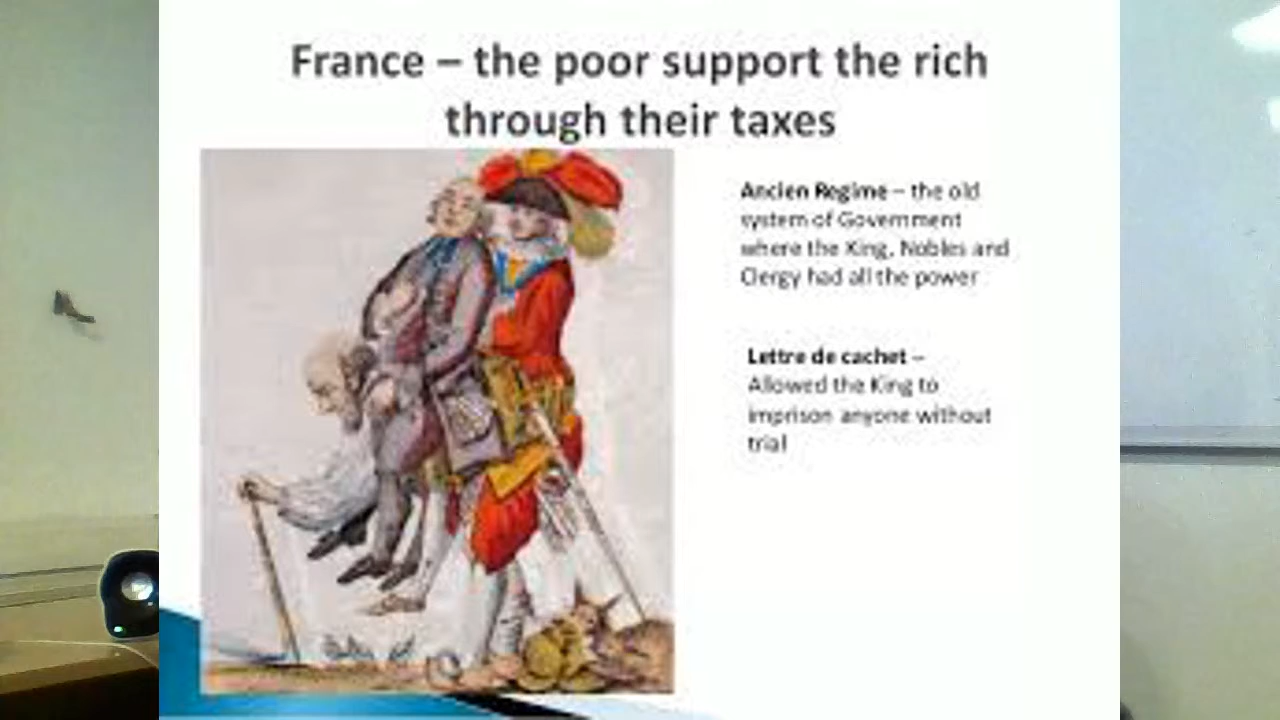 France – the poor support the rich
through their taxes
Ancien Regime – the old
system of Government
where the King, Nobles and
Clergy had all the power
Lettre de cachet –
Allowed the King to
imprison anyone without
trial